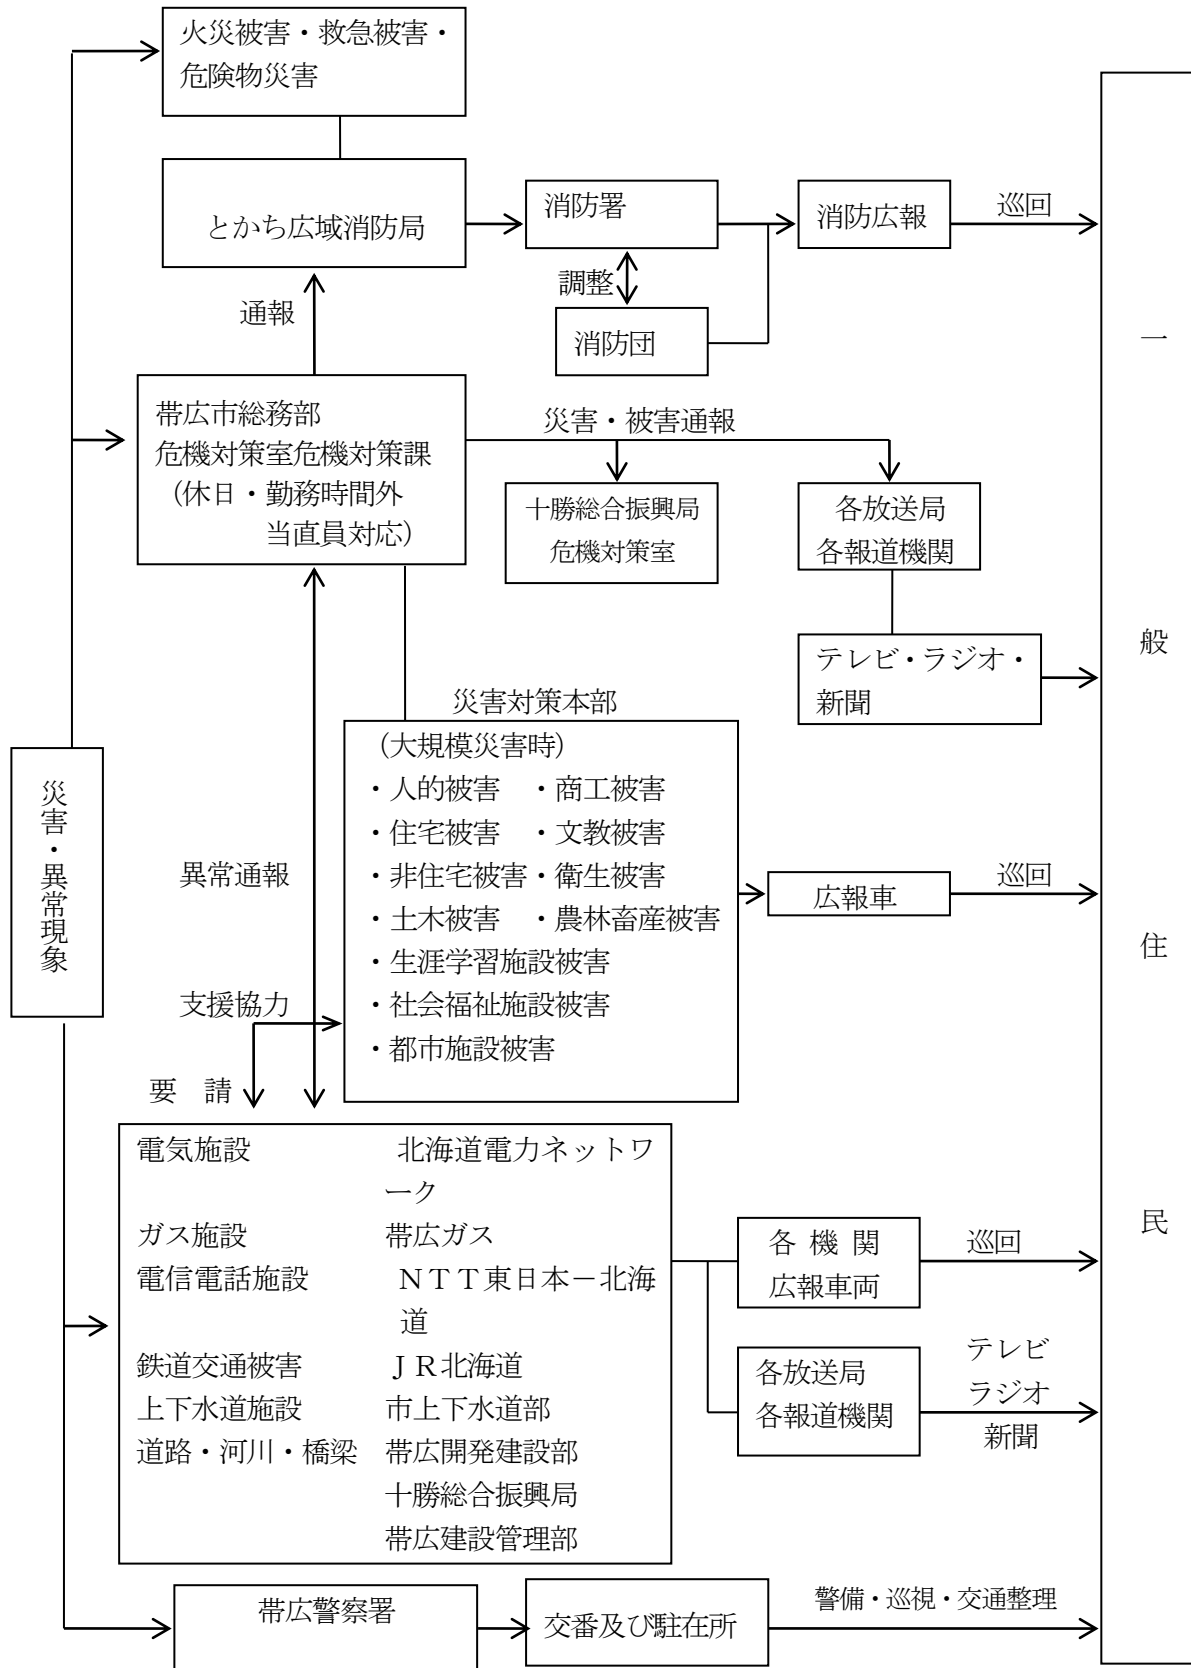 火災被害・救急被害・
危険物災害
とかち広域消防局
消防署
消防広報
巡回
調整
消防団
通報
帯広市総務部
危機対策室危機対策課
（休日・勤務時間外
当直員対応）
災害・被害通報
十勝総合振興局
危機対策室
各放送局
各報道機関
テレビ・ラジオ・
新聞
災害対策本部
（大規模災害時）
・人的被害　・商工被害
・住宅被害　・文教被害
・非住宅被害・衛生被害
・土木被害　・農林畜産被害
・生涯学習施設被害
・社会福祉施設被害
・都市施設被害
広報車
巡回
災害・異常現象
異常通報
支援協力
要　請
電気施設　北海道電力ネットワ
ーク
ガス施設　帯広ガス
電信電話施設　ＮＴＴ東日本－北海
道
鉄道交通被害　ＪＲ北海道
上下水道施設　市上下水道部
道路・河川・橋梁　帯広開発建設部
十勝総合振興局
帯広建設管理部
各 機 関
広報車両
巡回
各放送局
各報道機関
テレビ
ラジオ
新聞
帯広警察署
交番及び駐在所
警備・巡視・交通整理
一般住民